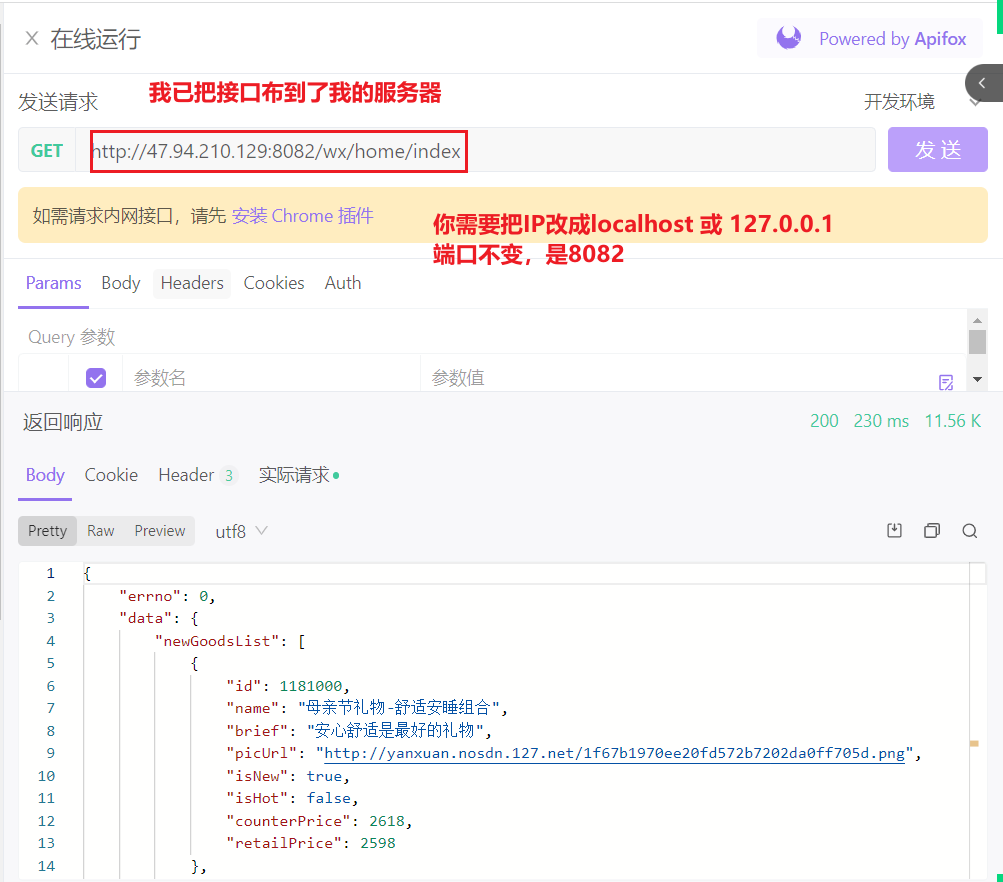 在线运行
Powered by Apifox
我已把接口布到了我的服务器
发送请求
开发环境
GET
http://47.94.210.129:8082/wx/home/index
发 送
如需请求内网接口，请先 安装 Chrome 插件
你需要把IP改成localhost 或 127.0.0.1
端口不变，是8082
Params Body Headers Cookies Auth
Query 参数
参数名 参数值
返回响应
200 230 ms 11.56 K
Body Cookie Header 3 实际请求
Pretty Raw Preview utf8
1 {
2 "errno": 0,
3 "data": {
4 "newGoodsList": [
5 {
6 "id": 1181000,
7 "name": "母亲节礼物-舒适安睡组合",
8 "brief": "安心舒适是最好的礼物",
9 "picUrl": "http://yanxuan.nosdn.127.net/1f67b1970ee20fd572b7202da0ff705d.png",
10 "isNew": true,
11 "isHot": false,
12 "counterPrice": 2618,
13 "retailPrice": 2598
14 },